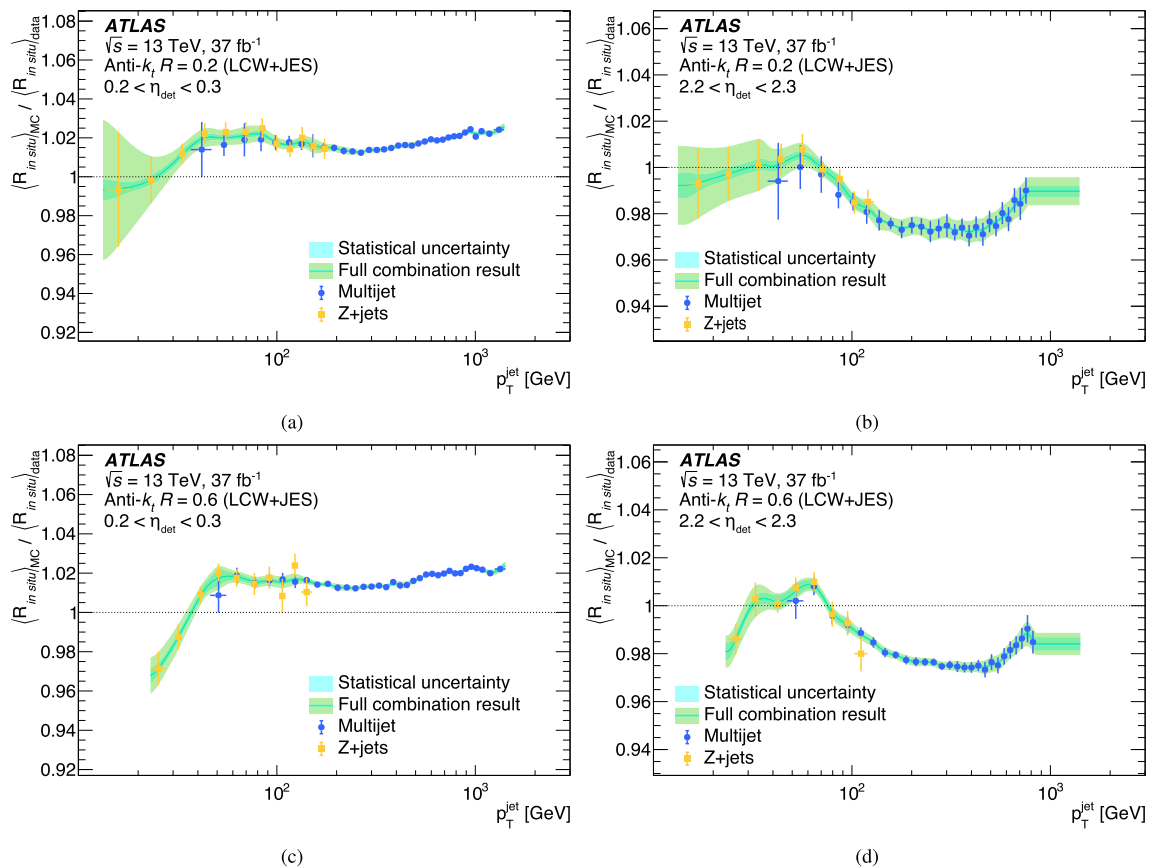 ATLAS
√s = 13 TeV, 37 fb⁻¹
Anti-kₜ R = 0.2 (LCW+JES)
0.2 < η_det < 0.3
⟨R_in situ⟩_MC / ⟨R_in situ⟩_data
1.08
1.06
1.04
1.02
1
0.98
0.96
0.94
0.92
Statistical uncertainty
Full combination result
Multijet
Z+jets
10²
10³
p_T^jet [GeV]
(a)
ATLAS
√s = 13 TeV, 37 fb⁻¹
Anti-kₜ R = 0.2 (LCW+JES)
2.2 < η_det < 2.3
⟨R_in situ⟩_MC / ⟨R_in situ⟩_data
1.06
1.04
1.02
1
0.98
0.96
0.94
Statistical uncertainty
Full combination result
Multijet
Z+jets
10²
10³
p_T^jet [GeV]
(b)
ATLAS
√s = 13 TeV, 37 fb⁻¹
Anti-kₜ R = 0.6 (LCW+JES)
0.2 < η_det < 0.3
⟨R_in situ⟩_MC / ⟨R_in situ⟩_data
1.08
1.06
1.04
1.02
1
0.98
0.96
0.94
0.92
Statistical uncertainty
Full combination result
Multijet
Z+jets
10²
10³
p_T^jet [GeV]
(c)
ATLAS
√s = 13 TeV, 37 fb⁻¹
Anti-kₜ R = 0.6 (LCW+JES)
2.2 < η_det < 2.3
⟨R_in situ⟩_MC / ⟨R_in situ⟩_data
1.06
1.04
1.02
1
0.98
0.96
0.94
Statistical uncertainty
Full combination result
Multijet
Z+jets
10²
10³
p_T^jet [GeV]
(d)